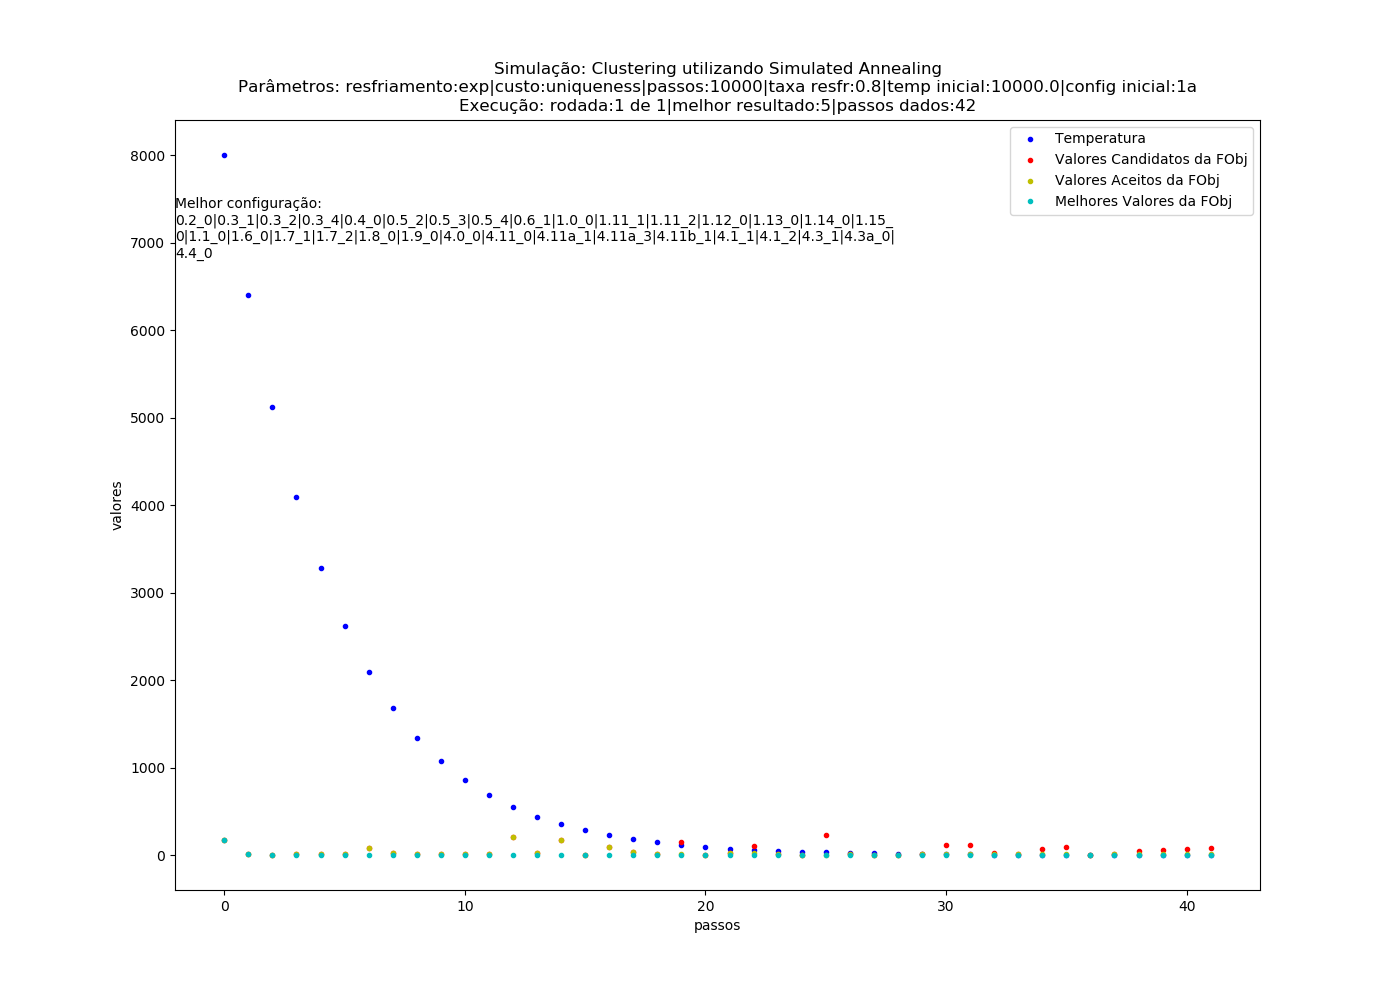 Simulação: Clustering utilizando Simulated Annealing
Parâmetros: resfriamento:exp|custo:uniqueness|passos:10000|taxa resfr:0.8|temp inicial:10000.0|config inicial:1a
Execução: rodada:1 de 1|melhor resultado:5|passos dados:42
Temperatura
Valores Candidatos da FObj
Valores Aceitos da FObj
Melhores Valores da FObj
Melhor configuração:
0.2_0|0.3_1|0.3_2|0.3_4|0.4_0|0.5_2|0.5_3|0.5_4|0.6_1|1.0_0|1.11_1|1.11_2|1.12_0|1.13_0|1.14_0|1.15_
0|1.1_0|1.6_0|1.7_1|1.7_2|1.8_0|1.9_0|4.0_0|4.11_0|4.11a_1|4.11a_3|4.11b_1|4.1_1|4.1_2|4.3_1|4.3a_0|
4.4_0
8000
7000
6000
5000
4000
3000
2000
1000
0
valores
0 10 20 30 40
passos